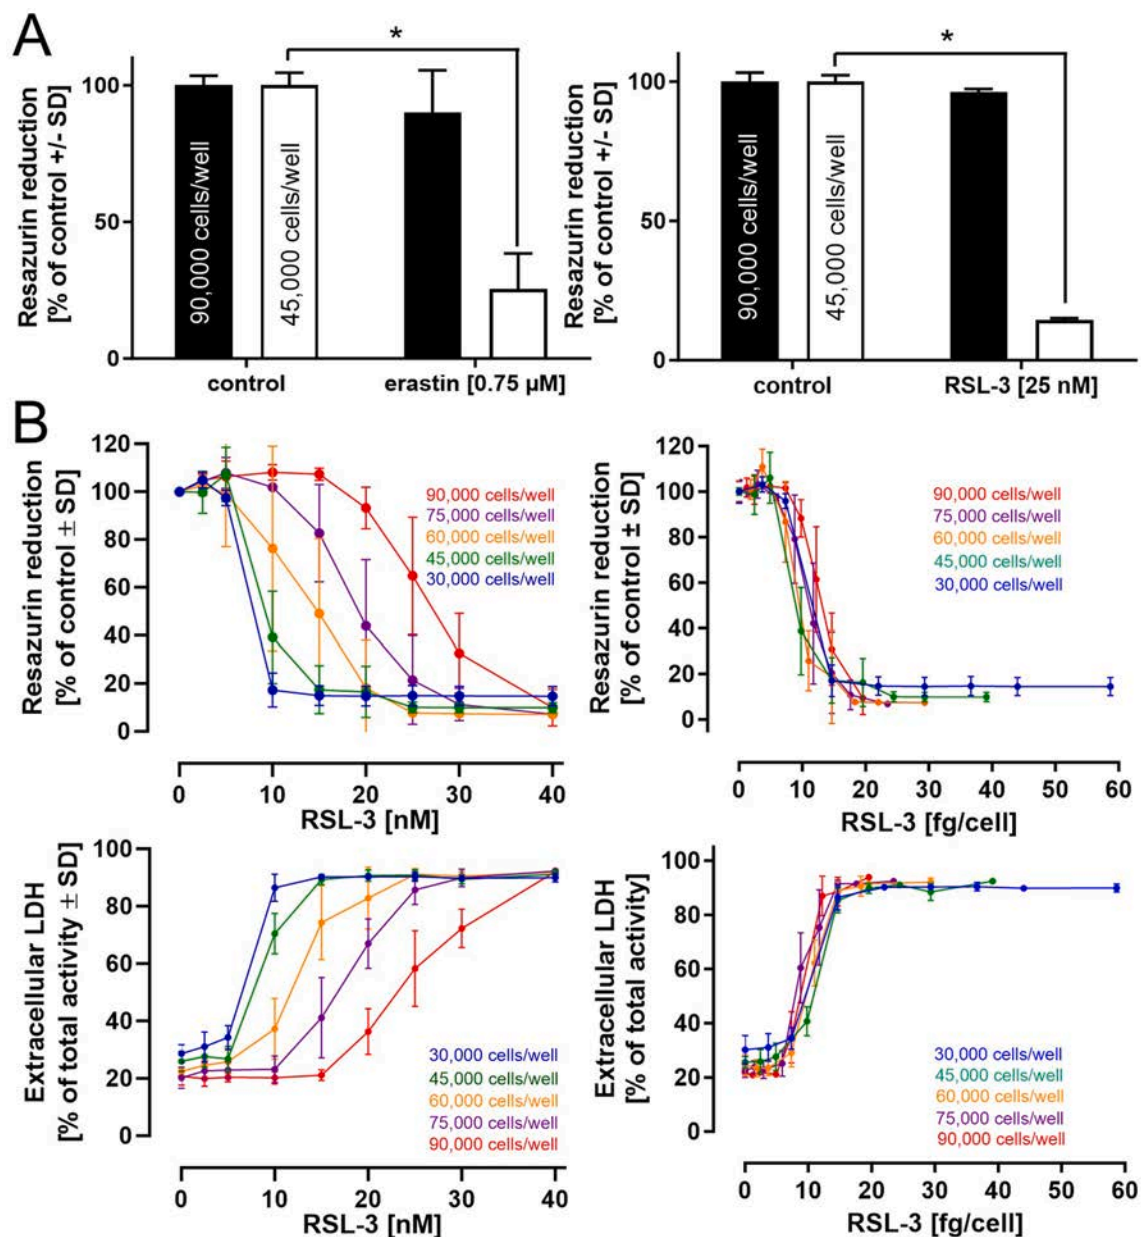 A
Resazurin reduction
[% of control +/- SD]
100
50
0
90,000 cells/well
45,000 cells/well
*
control
erastin [0.75 µM]
Resazurin reduction
[% of control +/- SD]
100
50
0
90,000 cells/well
45,000 cells/well
*
control
RSL-3 [25 nM]
B
Resazurin reduction
[% of control ± SD]
120
100
80
60
40
20
0
90,000 cells/well
75,000 cells/well
60,000 cells/well
45,000 cells/well
30,000 cells/well
0 10 20 30 40
RSL-3 [nM]
Resazurin reduction
[% of control ± SD]
120
100
80
60
40
20
0
90,000 cells/well
75,000 cells/well
60,000 cells/well
45,000 cells/well
30,000 cells/well
0 10 20 30 40 50 60
RSL-3 [fg/cell]
Extracellular LDH
[% of total activity ± SD]
100
80
60
40
20
0
30,000 cells/well
45,000 cells/well
60,000 cells/well
75,000 cells/well
90,000 cells/well
0 10 20 30 40
RSL-3 [nM]
Extracellular LDH
[% of total activity]
100
80
60
40
20
0
30,000 cells/well
45,000 cells/well
60,000 cells/well
75,000 cells/well
90,000 cells/well
0 10 20 30 40 50 60
RSL-3 [fg/cell]